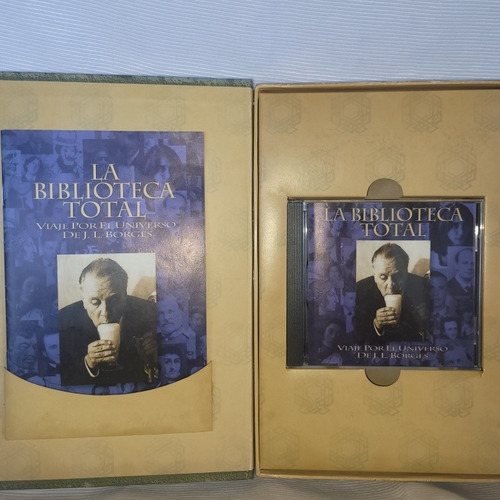 LA
BIBLIOTECA
TOTAL
VIAJE POR EL UNIVERSO
DE J. L. BORGES
LA BIBLIOTECA
TOTAL
VIAJE POR EL UNIVERSO
DE J. L. BORGES